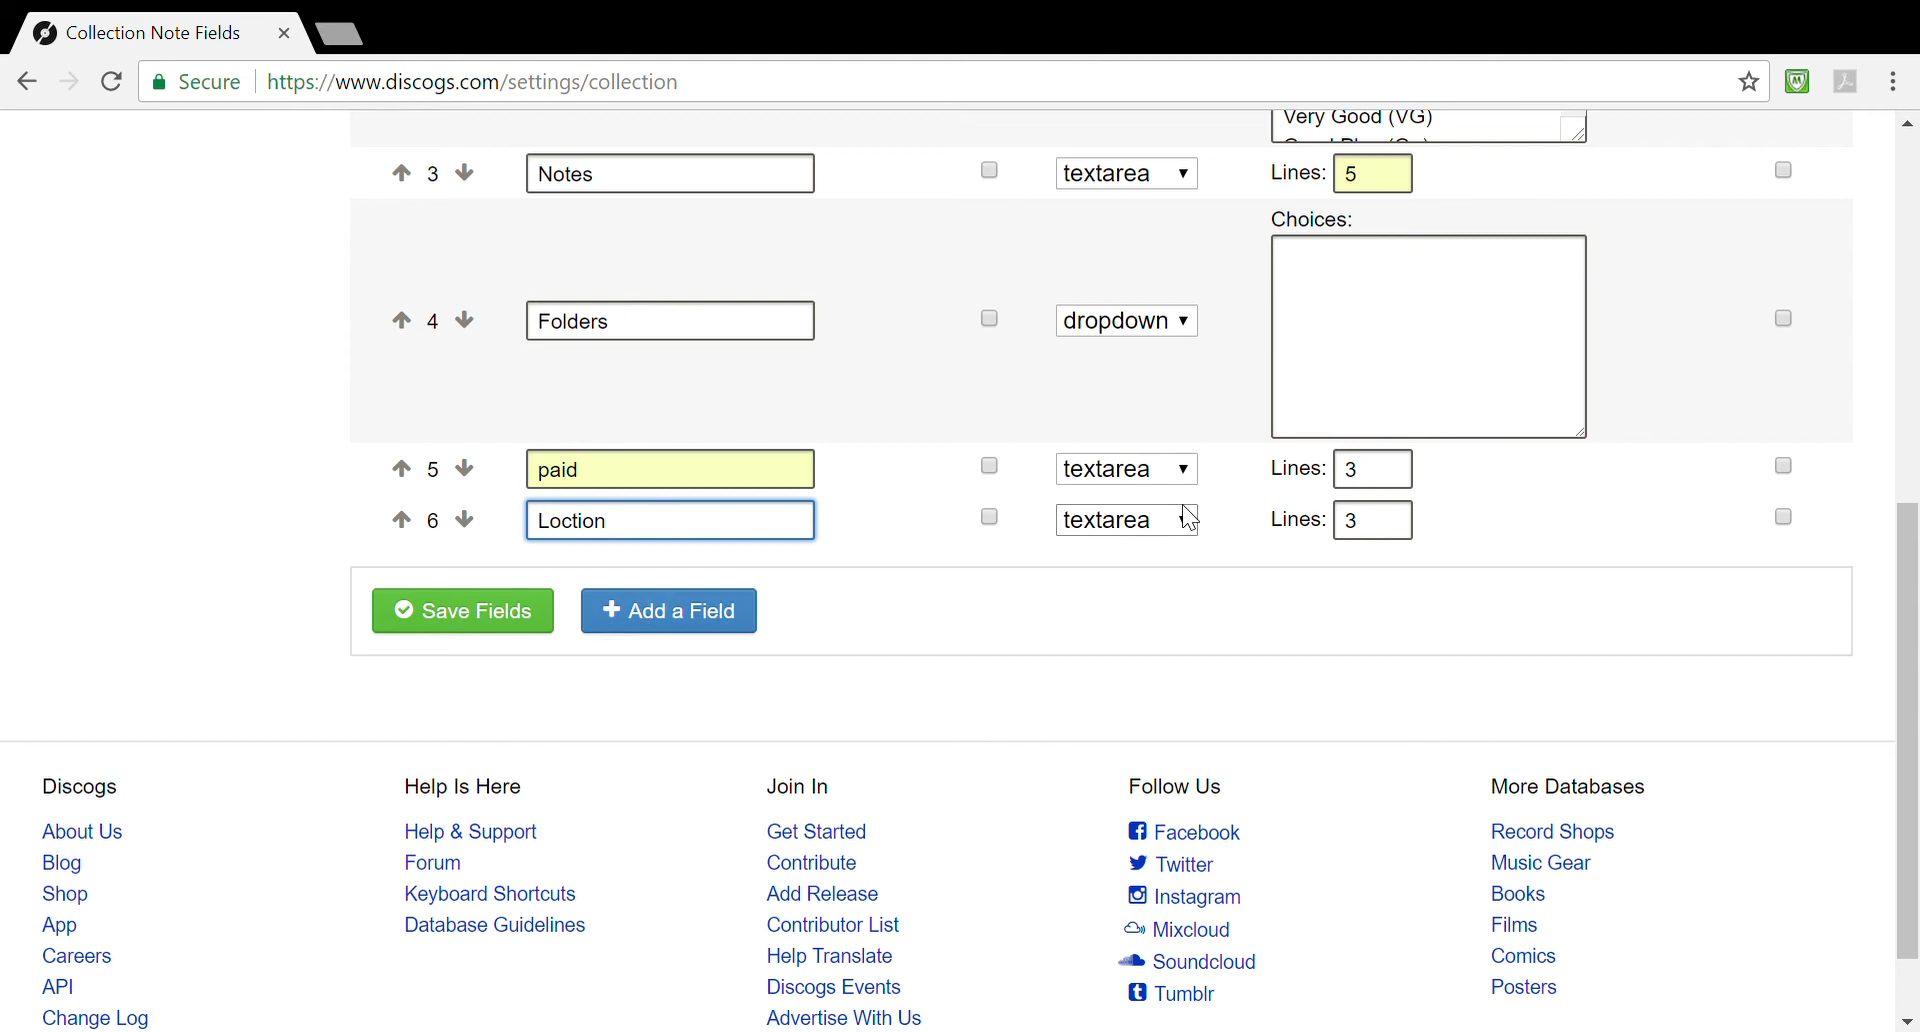 Collection Note Fields
Secure https://www.discogs.com/settings/collection
Very Good (VG)
3 Notes textarea Lines: 5
Choices:
4 Folders dropdown
5 paid textarea Lines: 3
6 Loction textarea Lines: 3
Save Fields Add a Field
Discogs Help Is Here Join In Follow Us More Databases
About Us Help & Support Get Started Facebook Record Shops
Blog Forum Contribute Twitter Music Gear
Shop Keyboard Shortcuts Add Release Instagram Books
App Database Guidelines Contributor List Mixcloud Films
Careers Help Translate Soundcloud Comics
API Discogs Events Tumblr Posters
Change Log Advertise With Us